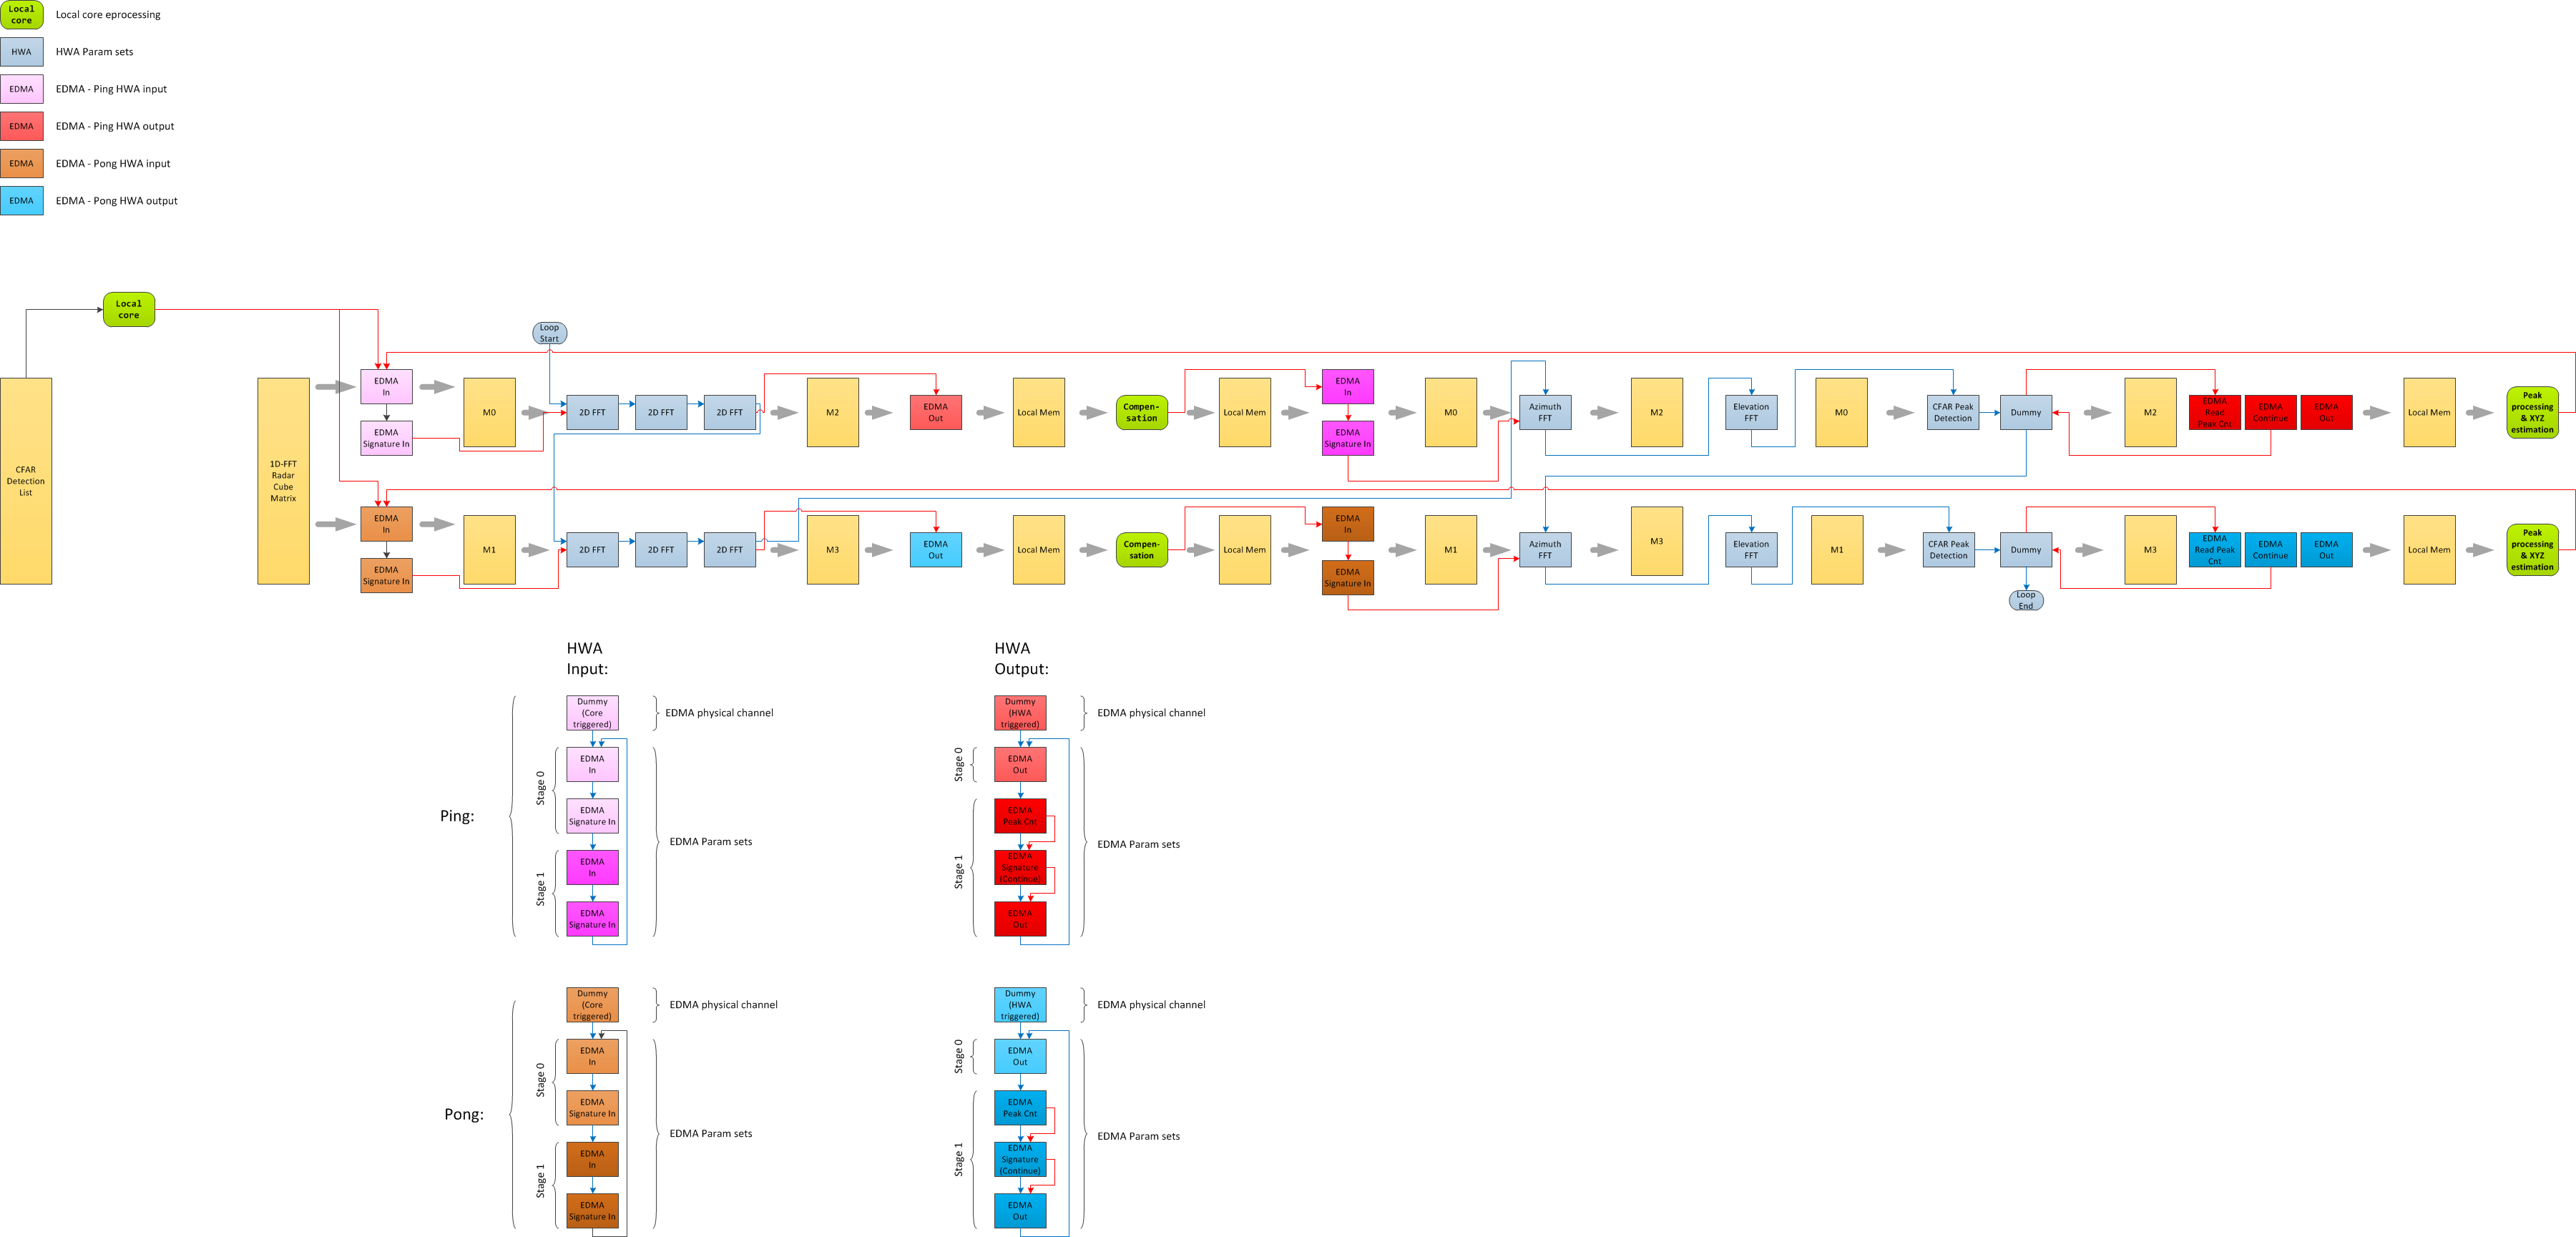 Local
core
Local core eprocessing
HWA
HWA Param sets
EDMA
EDMA - Ping HWA input
EDMA
EDMA - Ping HWA output
EDMA
EDMA - Pong HWA input
EDMA
EDMA - Pong HWA output
Local
core
Loop
Start
CFAR
Detection
List
1D-FFT
Radar
Cube
Matrix
EDMA
In
EDMA
Signature In
M0
2D FFT
2D FFT
2D FFT
M2
EDMA
Out
Local Mem
Compen-
sation
Local Mem
EDMA
In
EDMA
Signature In
M0
Azimuth
FFT
M2
Elevation
FFT
M0
CFAR Peak
Detection
Dummy
M2
EDMA
Read
Peak Cnt
EDMA
Continue
EDMA
Out
Local Mem
Peak
processing
& XYZ
estimation
EDMA
In
EDMA
Signature In
M1
2D FFT
2D FFT
2D FFT
M3
EDMA
Out
Local Mem
Compen-
sation
Local Mem
EDMA
In
EDMA
Signature In
M1
Azimuth
FFT
M3
Elevation
FFT
M1
CFAR Peak
Detection
Dummy
Loop
End
M3
EDMA
Read Peak
Cnt
EDMA
Continue
EDMA
Out
Local Mem
Peak
processing
& XYZ
estimation
HWA
Input:
HWA
Output:
Ping:
Dummy
(Core
triggered)
EDMA physical channel
Stage 0
EDMA
In
EDMA
Signature In
Stage 1
EDMA
In
EDMA
Signature In
EDMA Param sets
Dummy
(HWA
triggered)
EDMA physical channel
Stage 0
EDMA
Out
Stage 1
EDMA
Peak Cnt
EDMA
Signature
(Continue)
EDMA
Out
EDMA Param sets
Pong:
Dummy
(Core
triggered)
EDMA physical channel
Stage 0
EDMA
In
EDMA
Signature In
Stage 1
EDMA
In
EDMA
Signature In
EDMA Param sets
Dummy
(HWA
triggered)
EDMA physical channel
Stage 0
EDMA
Out
Stage 1
EDMA
Peak Cnt
EDMA
Signature
(Continue)
EDMA
Out
EDMA Param sets